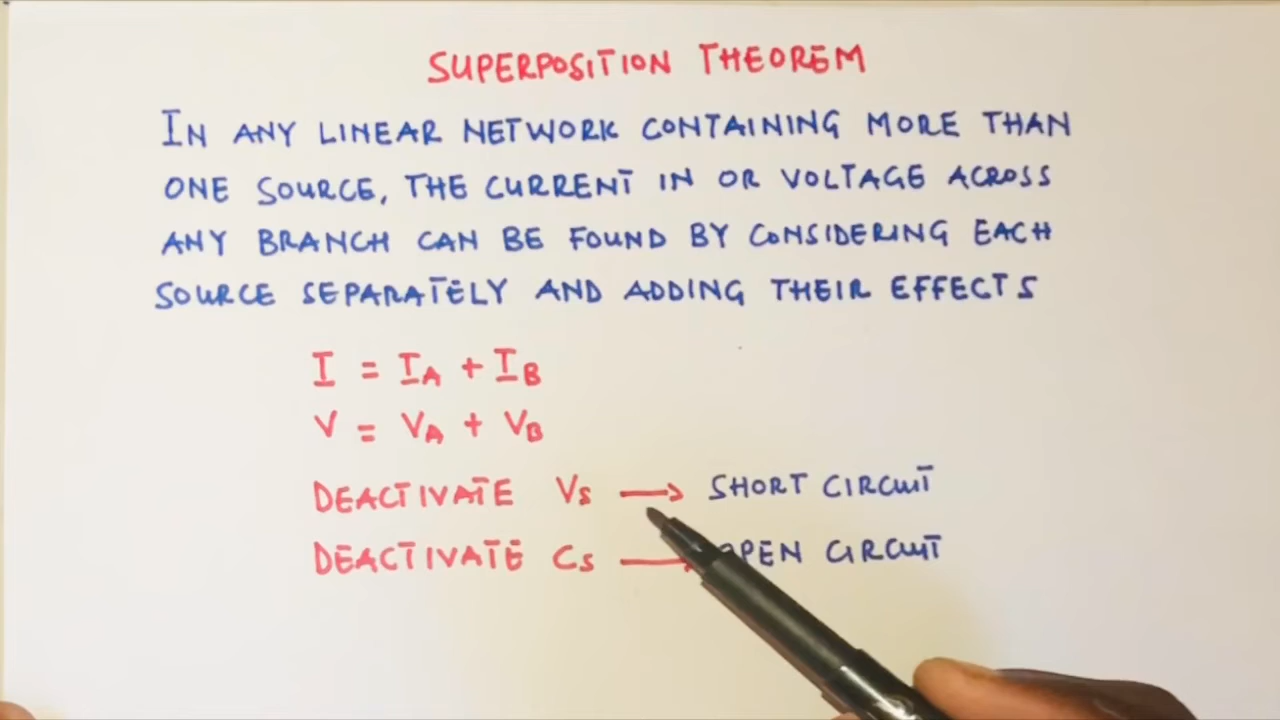 SUPERPOSITION THEOREM
IN ANY LINEAR NETWORK CONTAINING MORE THAN
ONE SOURCE, THE CURRENT IN OR VOLTAGE ACROSS
ANY BRANCH CAN BE FOUND BY CONSIDERING EACH
SOURCE SEPARATELY AND ADDING THEIR EFFECTS
I = IA + IB
V = VA + VB
DEACTIVATE Vs → SHORT CIRCUIT
DEACTIVATE Cs → OPEN CIRCUIT